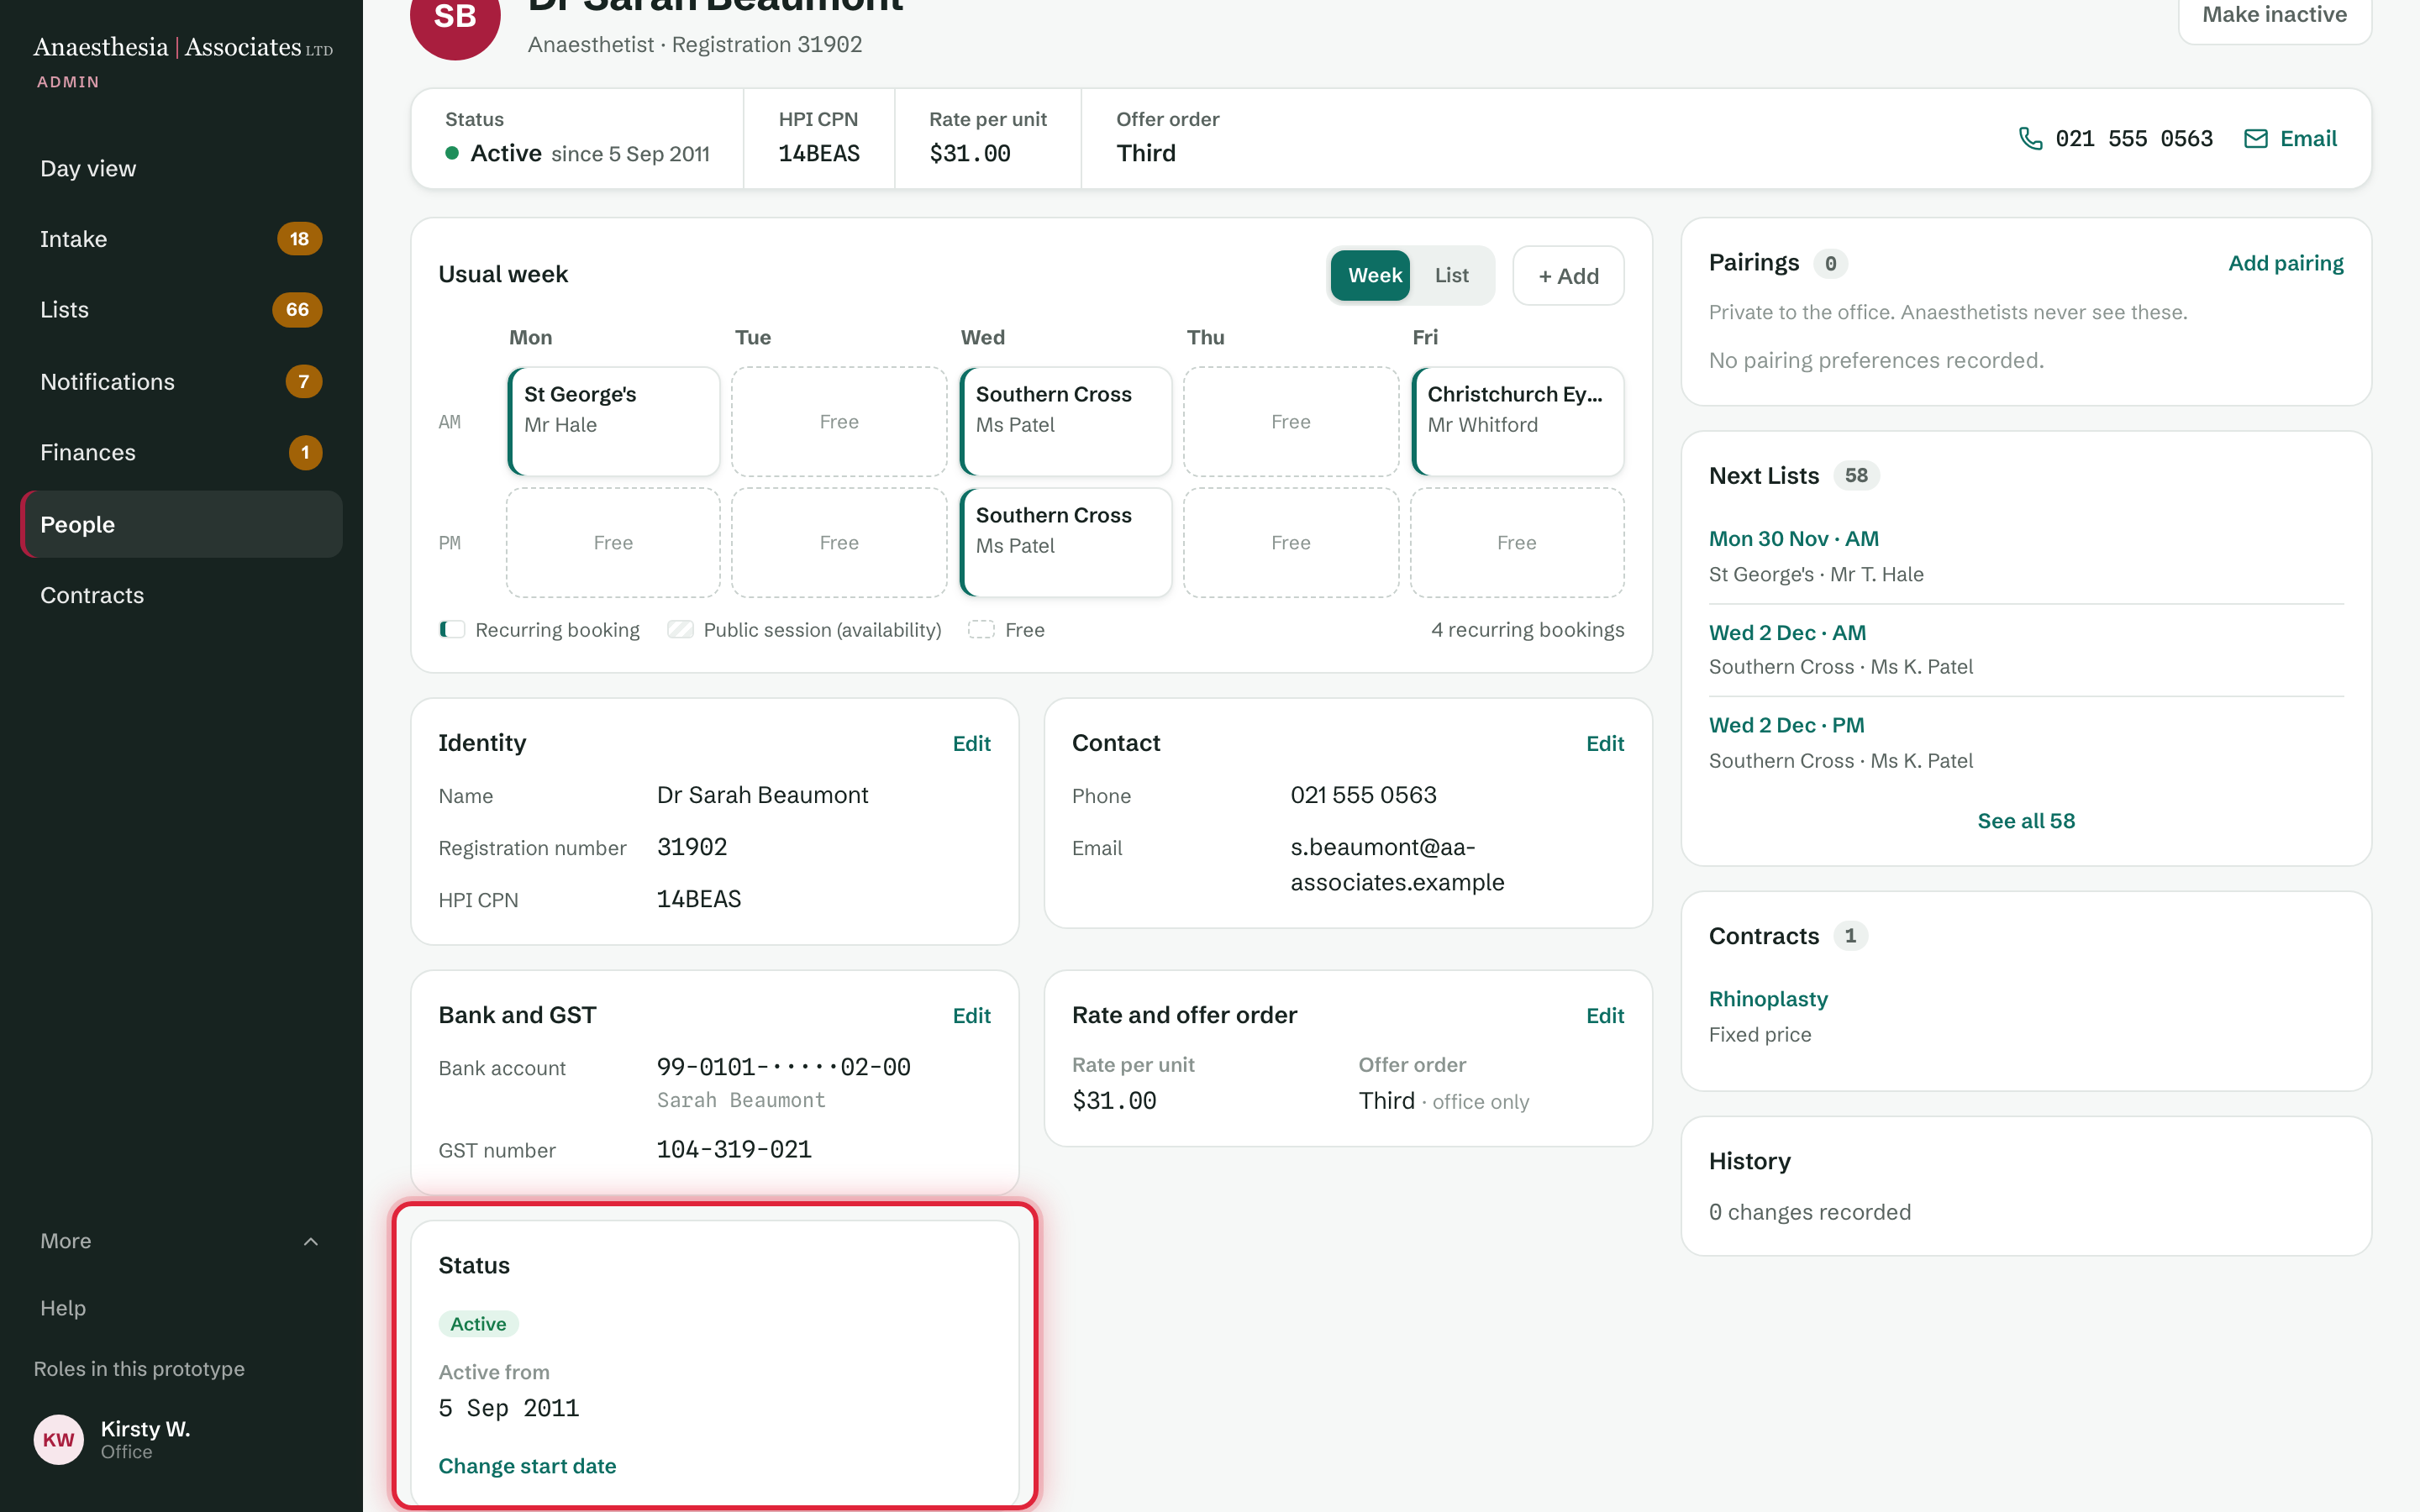 Anaesthesia | Associates LTD
ADMIN
Day view
Intake 18
Lists 66
Notifications 7
Finances 1
People
Contracts
More
Help
Roles in this prototype
KW
Kirsty W.
Office
SB
Dr Sarah Beaumont
Anaesthetist · Registration 31902
Make inactive
Status
Active since 5 Sep 2011
HPI CPN
14BEAS
Rate per unit
$31.00
Offer order
Third
021 555 0563
Email
Usual week
Week
List
+ Add
Mon Tue Wed Thu Fri
AM
St George's
Mr Hale
Free
Southern Cross
Ms Patel
Free
Christchurch Ey...
Mr Whitford
PM
Free
Free
Southern Cross
Ms Patel
Free
Free
Recurring booking
Public session (availability)
Free
4 recurring bookings
Identity
Edit
Name Dr Sarah Beaumont
Registration number 31902
HPI CPN 14BEAS
Contact
Edit
Phone 021 555 0563
Email s.beaumont@aa-
associates.example
Bank and GST
Edit
Bank account 99-0101-·····02-00
Sarah Beaumont
GST number 104-319-021
Rate and offer order
Edit
Rate per unit
$31.00
Offer order
Third · office only
Status
Active
Active from
5 Sep 2011
Change start date
Pairings 0
Add pairing
Private to the office. Anaesthetists never see these.
No pairing preferences recorded.
Next Lists 58
Mon 30 Nov · AM
St George's · Mr T. Hale
Wed 2 Dec · AM
Southern Cross · Ms K. Patel
Wed 2 Dec · PM
Southern Cross · Ms K. Patel
See all 58
Contracts 1
Rhinoplasty
Fixed price
History
0 changes recorded